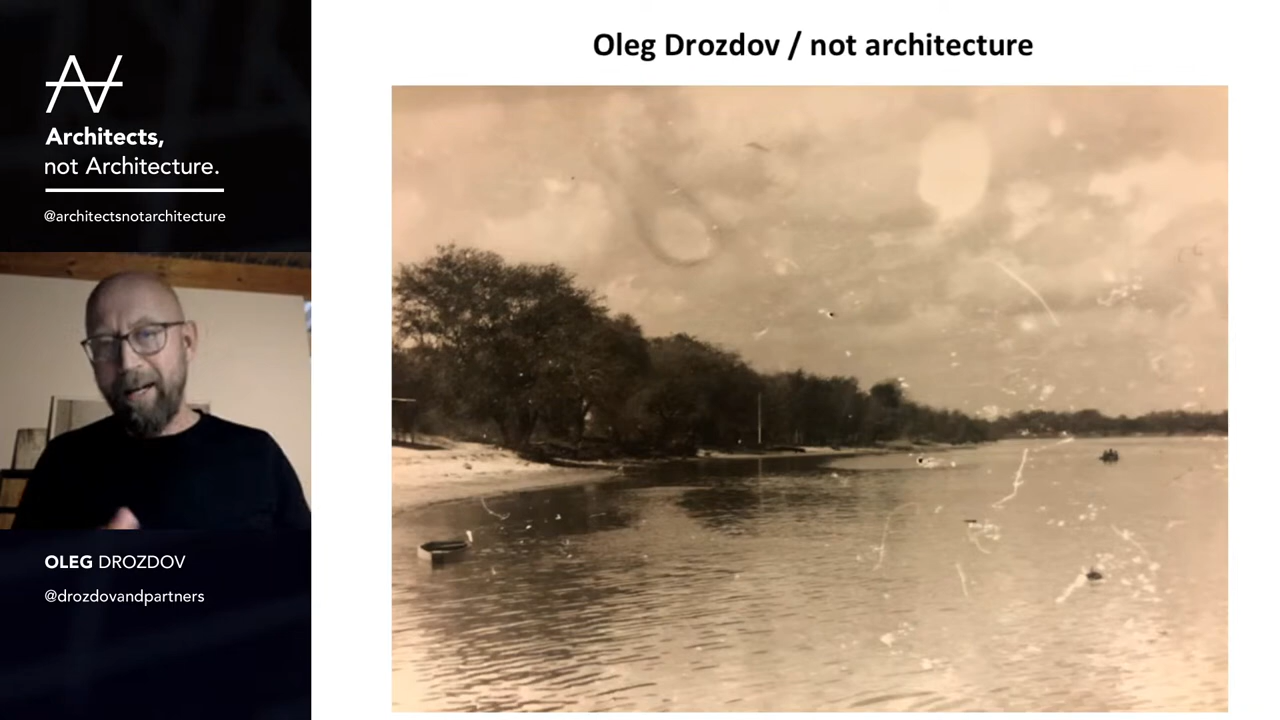 Architects,
not Architecture.
@architectsnotarchitecture
OLEG DROZDOV
@drozdovandpartners
Oleg Drozdov / not architecture